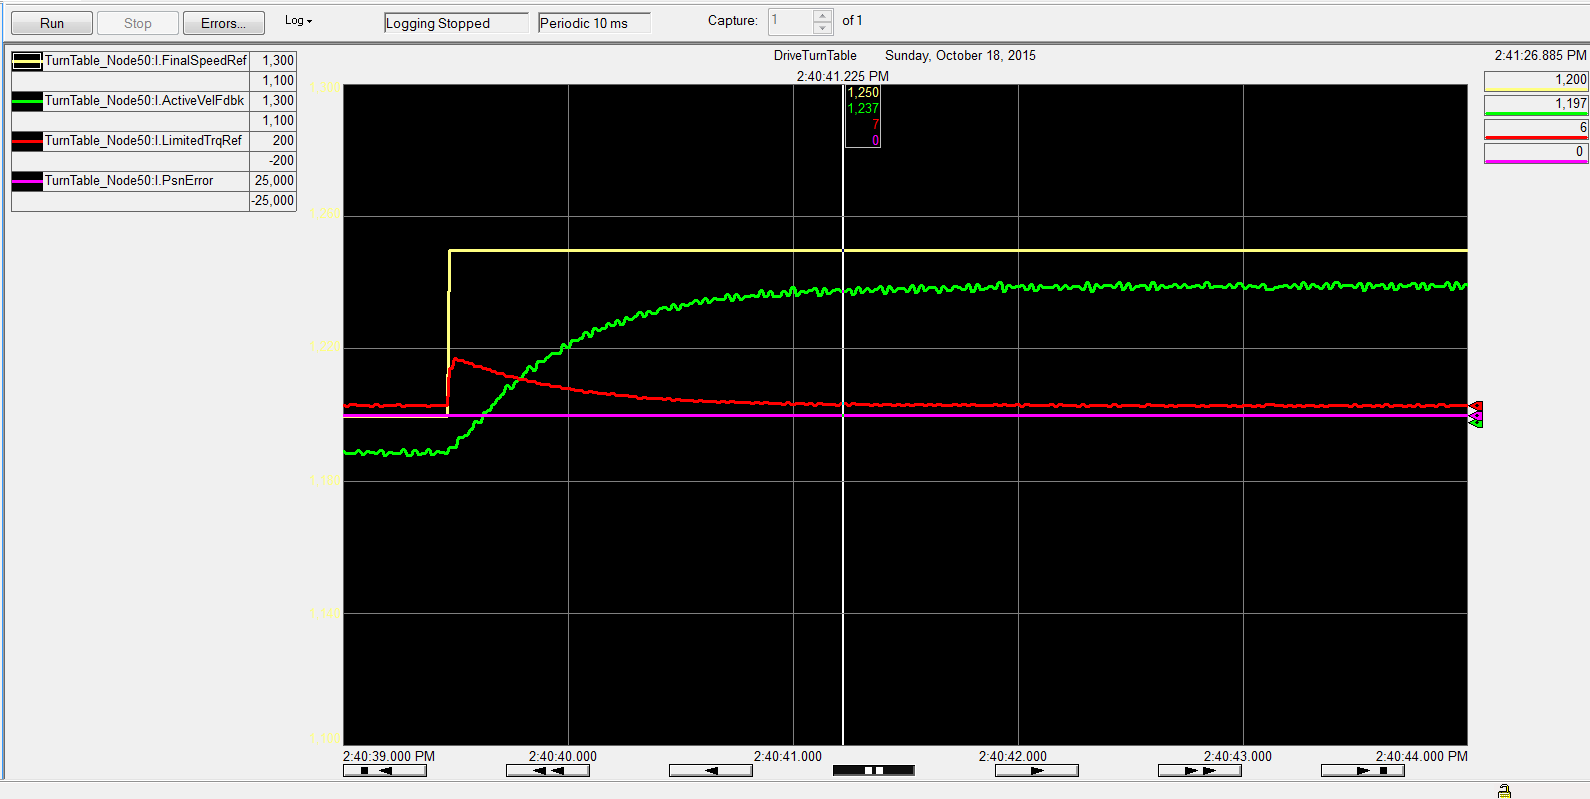 Run Stop Errors... Log Logging Stopped Periodic 10 ms Capture: 1 of 1
DriveTurnTable Sunday, October 18, 2015 2:41:26.885 PM
2:40:41.225 PM
TurnTable_Node50:I.FinalSpeedRef 1,300
1,100
TurnTable_Node50:I.ActiveVelFdbk 1,300
1,100
TurnTable_Node50:I.LimitedTrqRef 200
-200
TurnTable_Node50:I.PsnError 25,000
-25,000
1,250
1,237
7
0
1,200
1,197
6
0
2:40:39.000 PM 2:40:40.000 2:40:41.000 2:40:42.000 2:40:43.000 2:40:44.000 PM